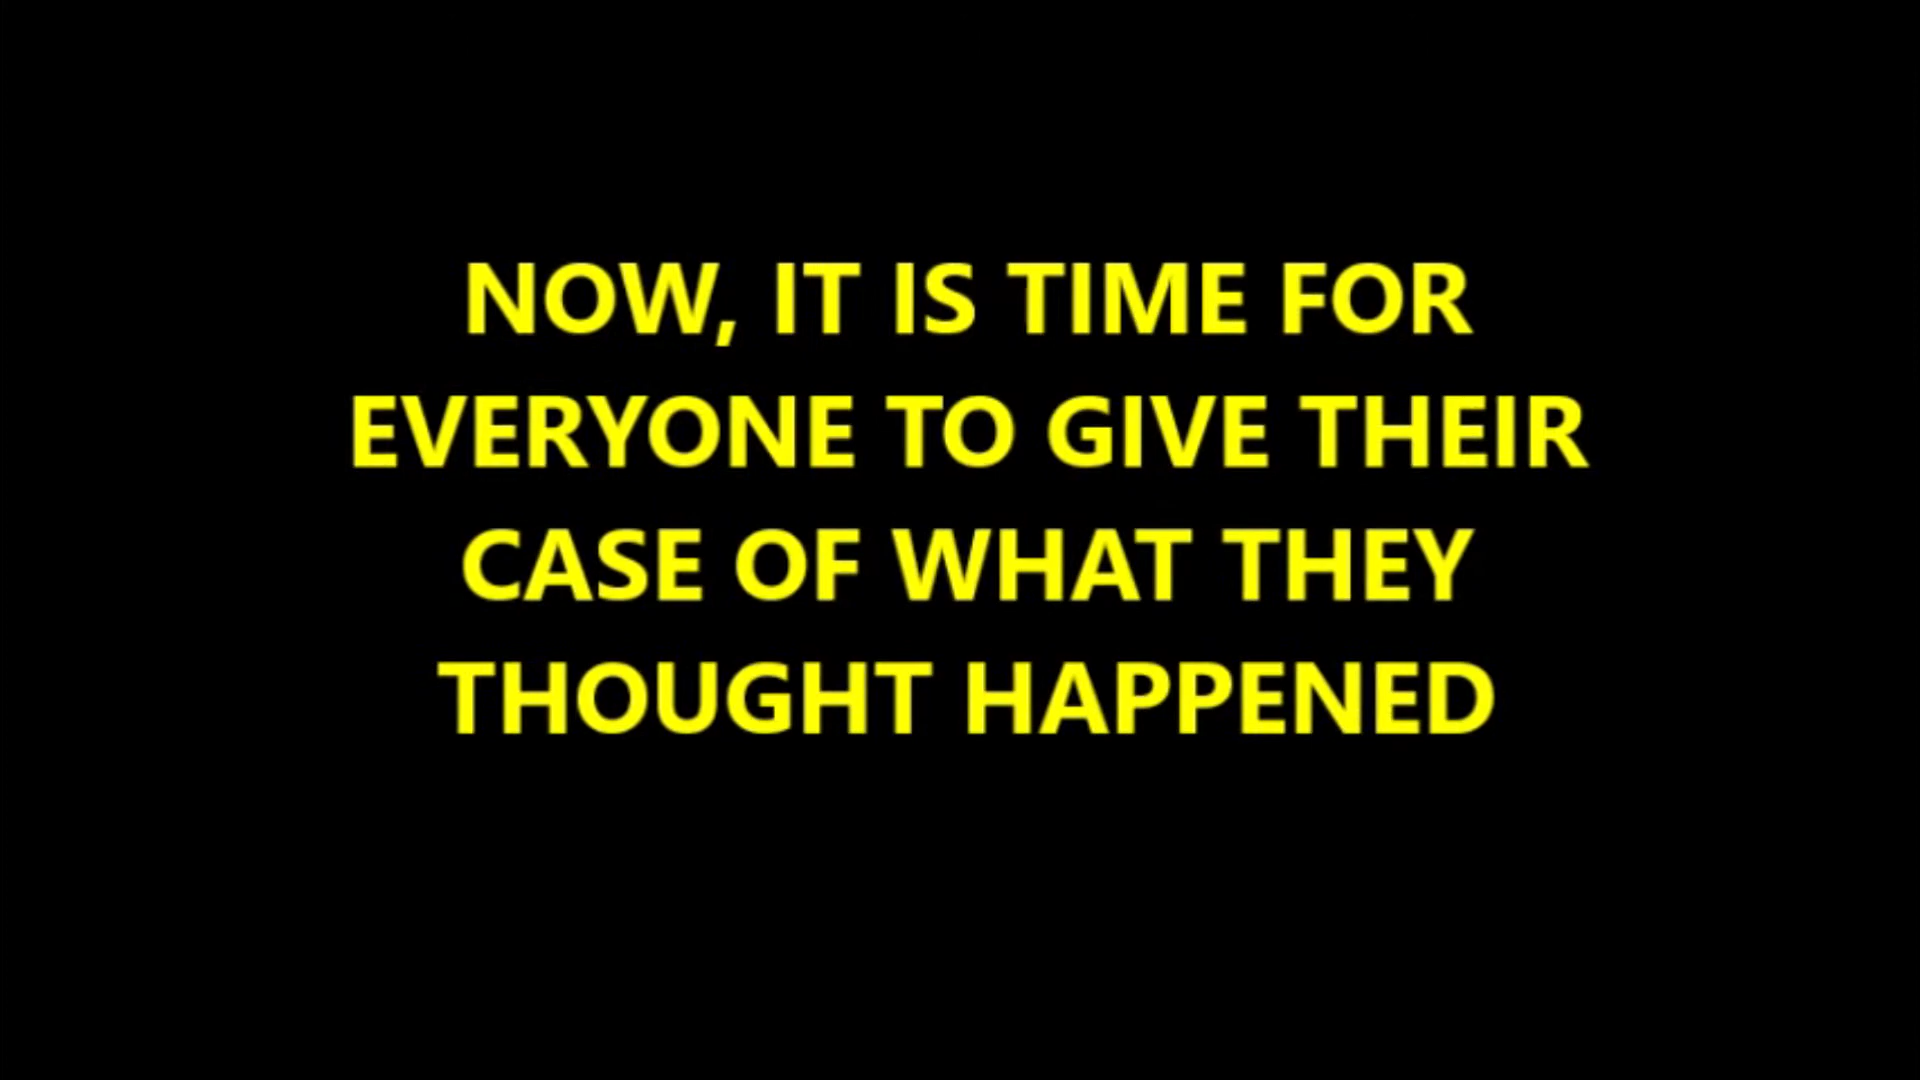 NOW, IT IS TIME FOR
EVERYONE TO GIVE THEIR
CASE OF WHAT THEY
THOUGHT HAPPENED